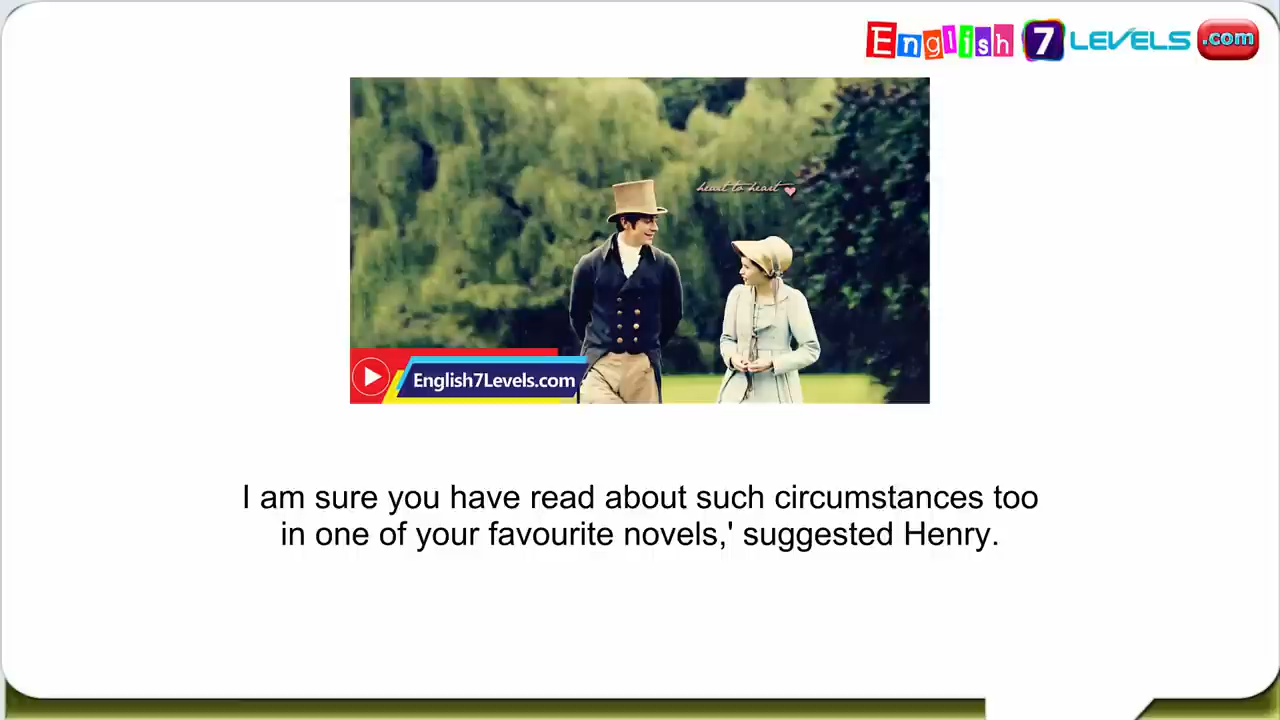 English 7 LEVELS .com
heart to heart
English7Levels.com
I am sure you have read about such circumstances too
in one of your favourite novels,' suggested Henry.